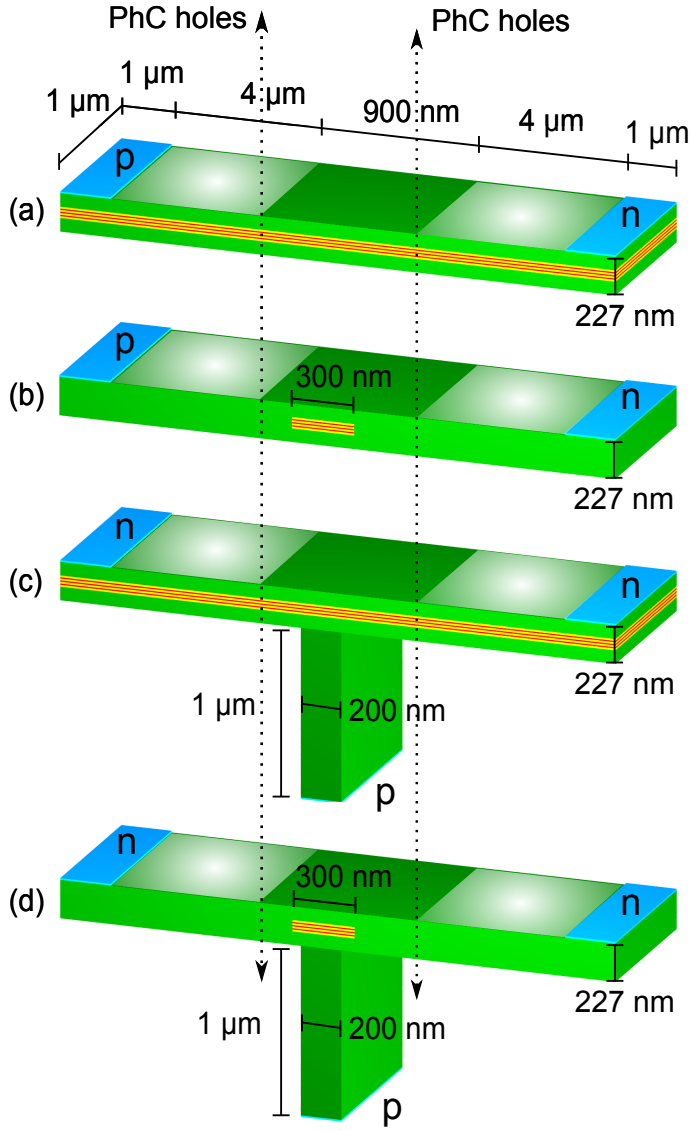 PhC holes
PhC holes
1 µm
1 µm
4 µm
900 nm
4 µm
1 µm
(a)
p
n
227 nm
(b)
p
300 nm
n
227 nm
(c)
n
n
227 nm
1 µm
200 nm
p
(d)
n
300 nm
n
227 nm
1 µm
200 nm
p